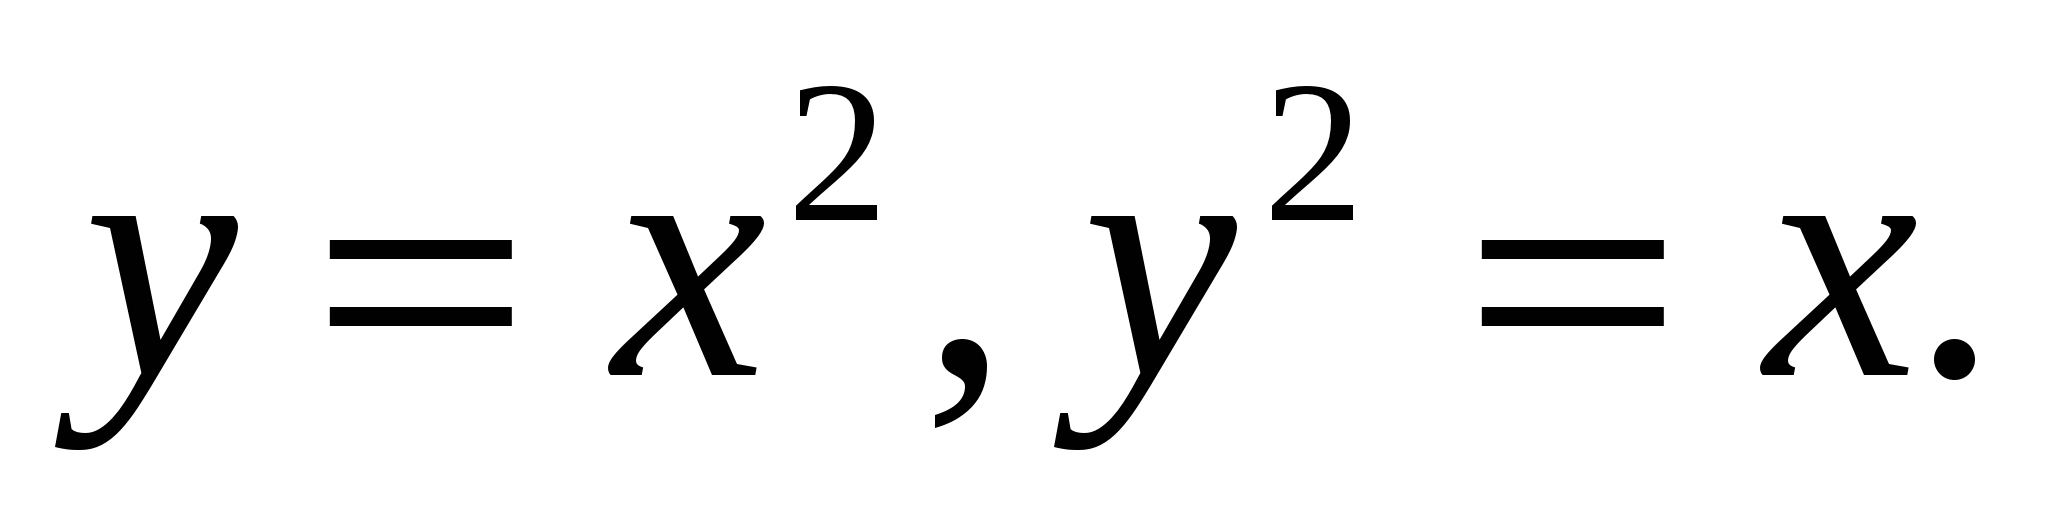 y = x², y² = x.